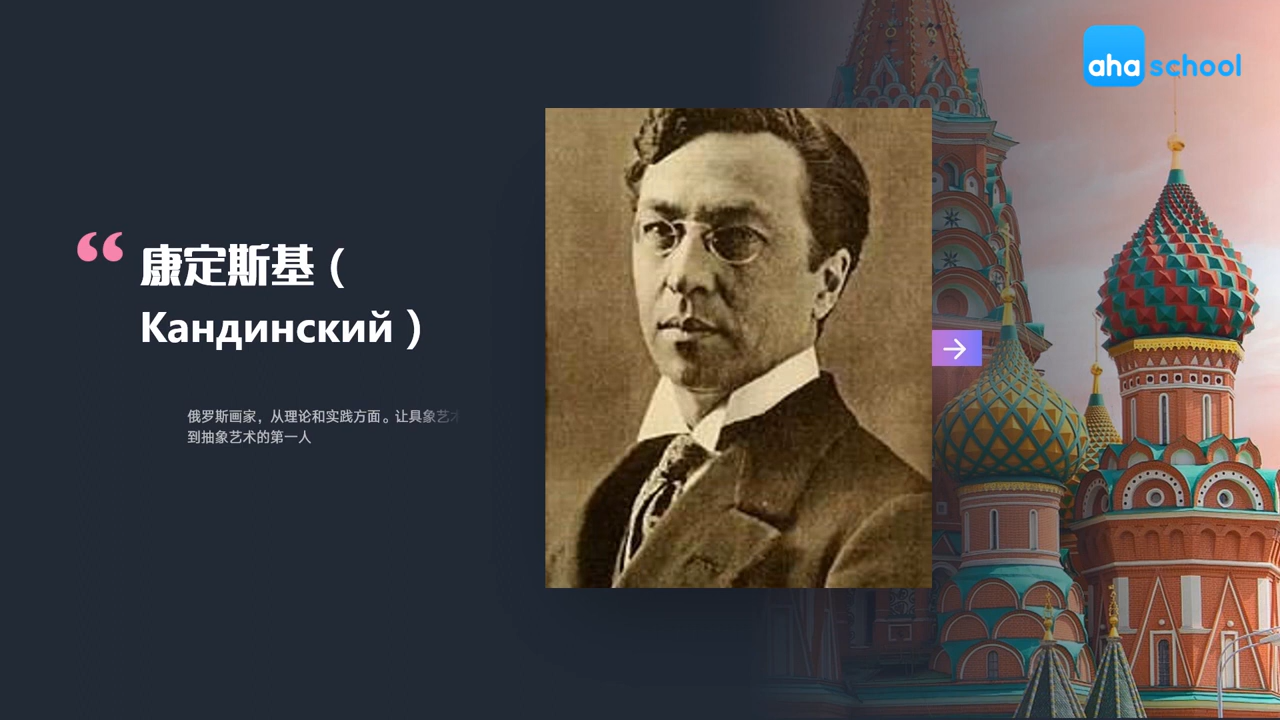 aha school
康定斯基（
Кандинский ）
俄罗斯画家，从理论和实践方面。让具象艺术
到抽象艺术的第一人